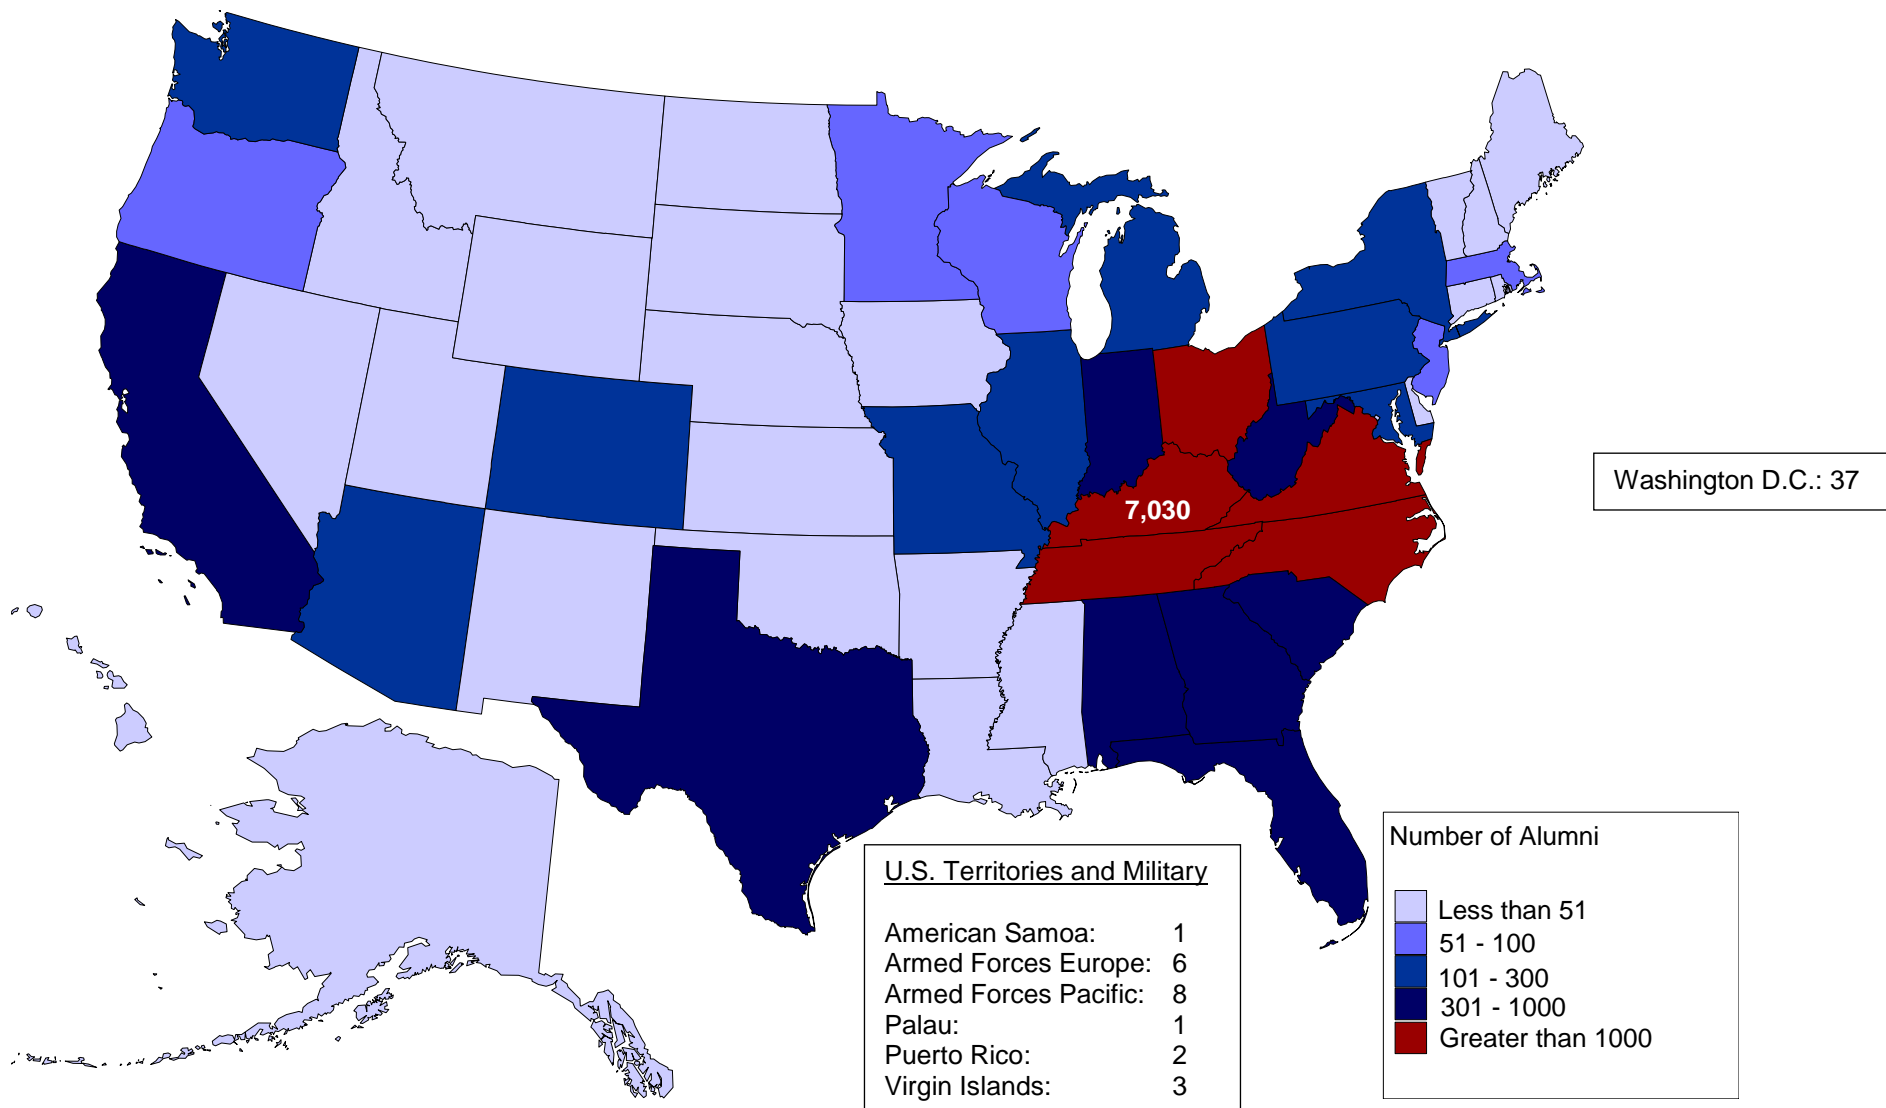 7,030
Washington D.C.: 37
U.S. Territories and Military
American Samoa: 1
Armed Forces Europe: 6
Armed Forces Pacific: 8
Palau: 1
Puerto Rico: 2
Virgin Islands: 3
Number of Alumni
Less than 51
51 - 100
101 - 300
301 - 1000
Greater than 1000